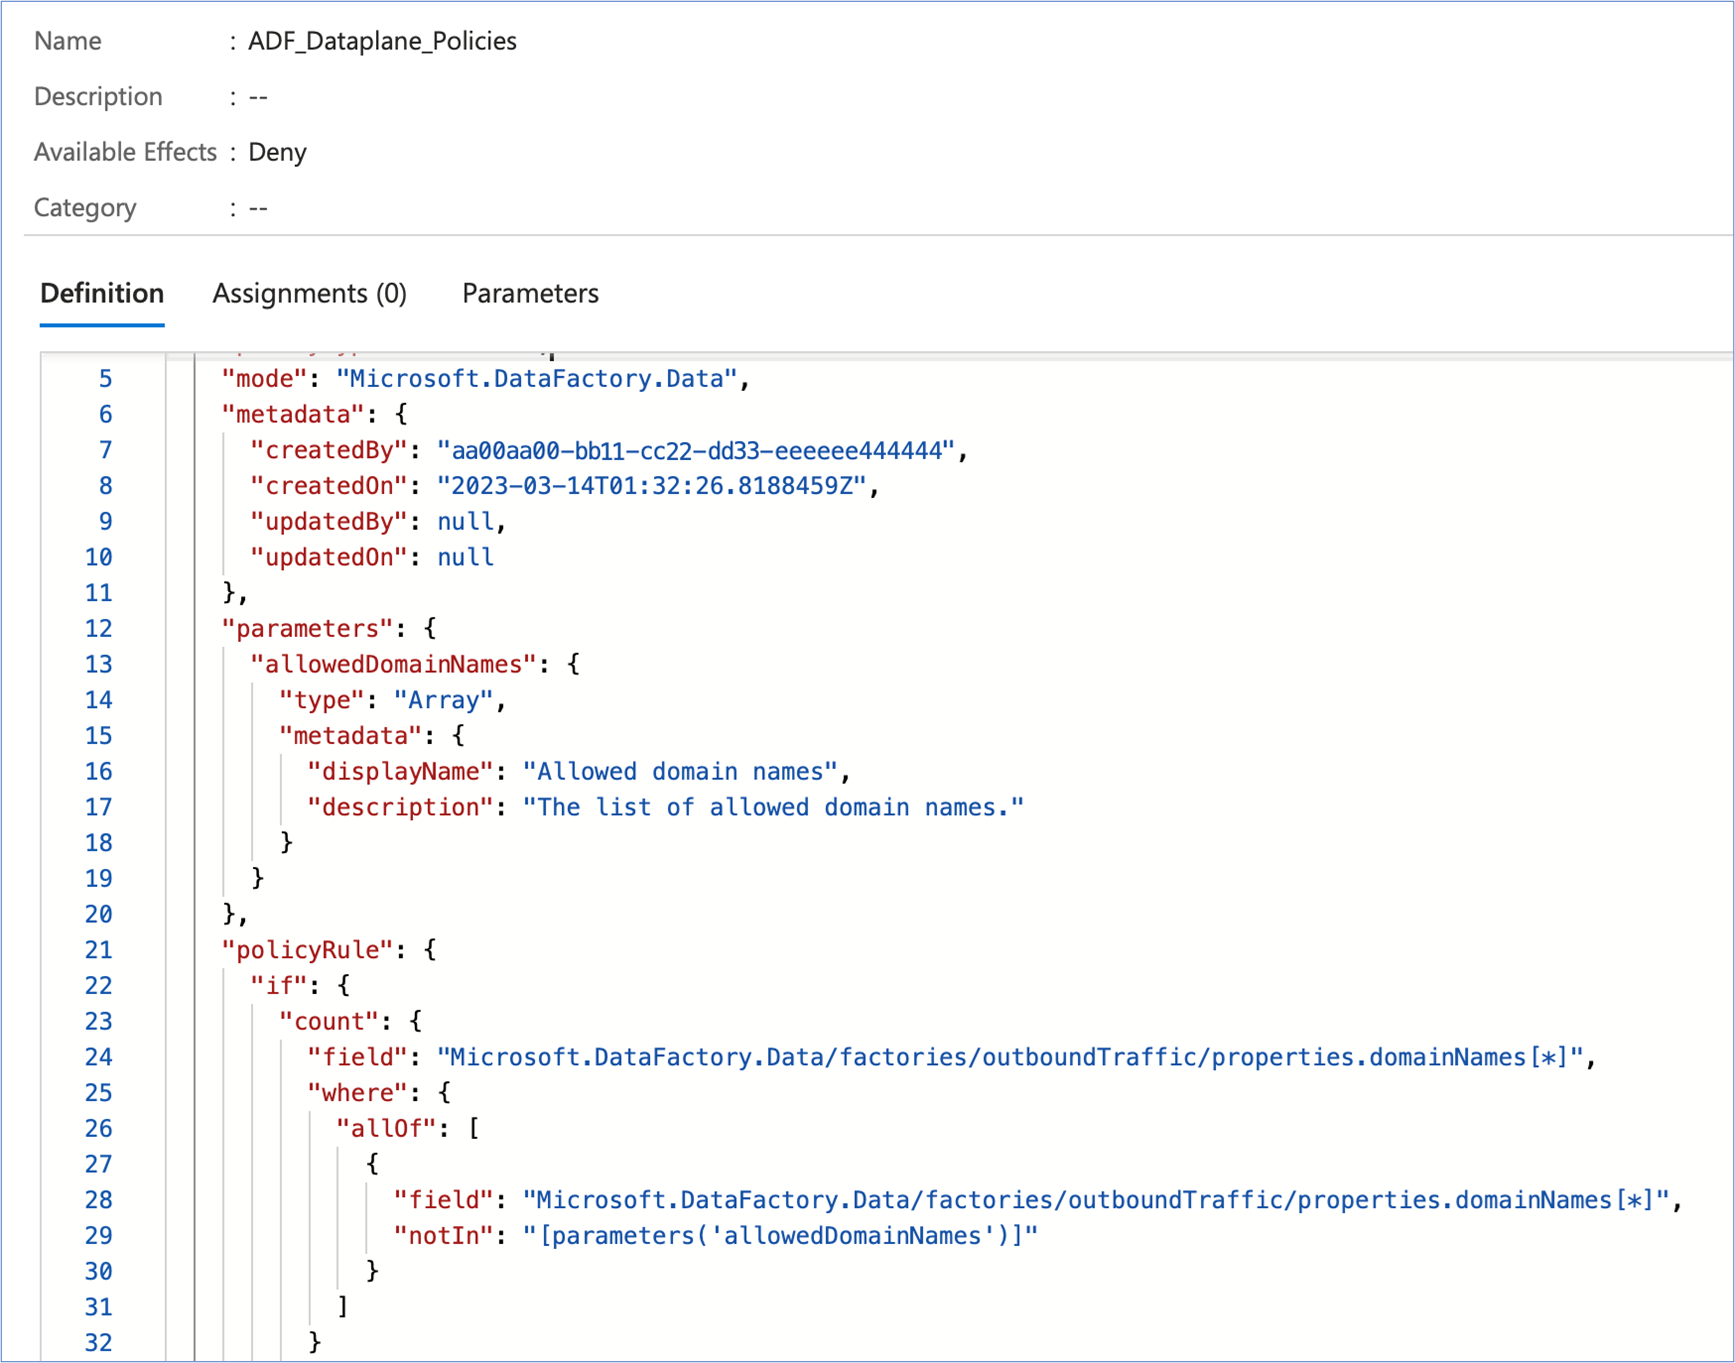 Name : ADF_Dataplane_Policies
Description : --
Available Effects : Deny
Category : --
Definition Assignments (0) Parameters
5 "mode": "Microsoft.DataFactory.Data",
6 "metadata": {
7 "createdBy": "aa00aa00-bb11-cc22-dd33-eeeeee444444",
8 "createdOn": "2023-03-14T01:32:26.8188459Z",
9 "updatedBy": null,
10 "updatedOn": null
11 },
12 "parameters": {
13 "allowedDomainNames": {
14 "type": "Array",
15 "metadata": {
16 "displayName": "Allowed domain names",
17 "description": "The list of allowed domain names."
18 }
19 }
20 },
21 "policyRule": {
22 "if": {
23 "count": {
24 "field": "Microsoft.DataFactory.Data/factories/outboundTraffic/properties.domainNames[*]",
25 "where": {
26 "allOf": [
27 {
28 "field": "Microsoft.DataFactory.Data/factories/outboundTraffic/properties.domainNames[*]",
29 "notIn": "[parameters('allowedDomainNames')]"
30 }
31 ]
32 }